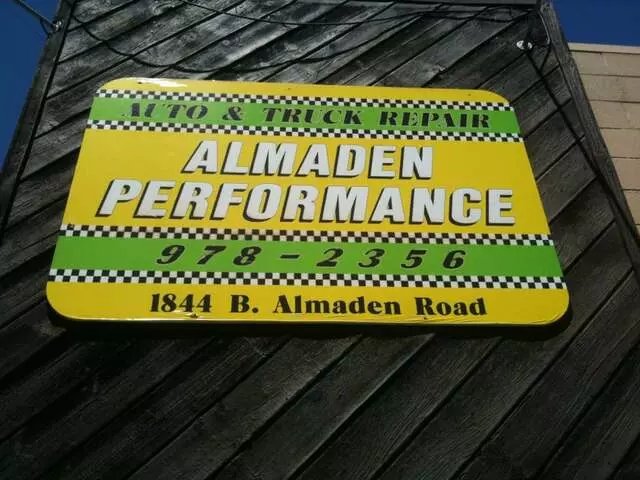 AUTO & TRUCK REPAIR
ALMADEN
PERFORMANCE
978-2356
1844 B. Almaden Road